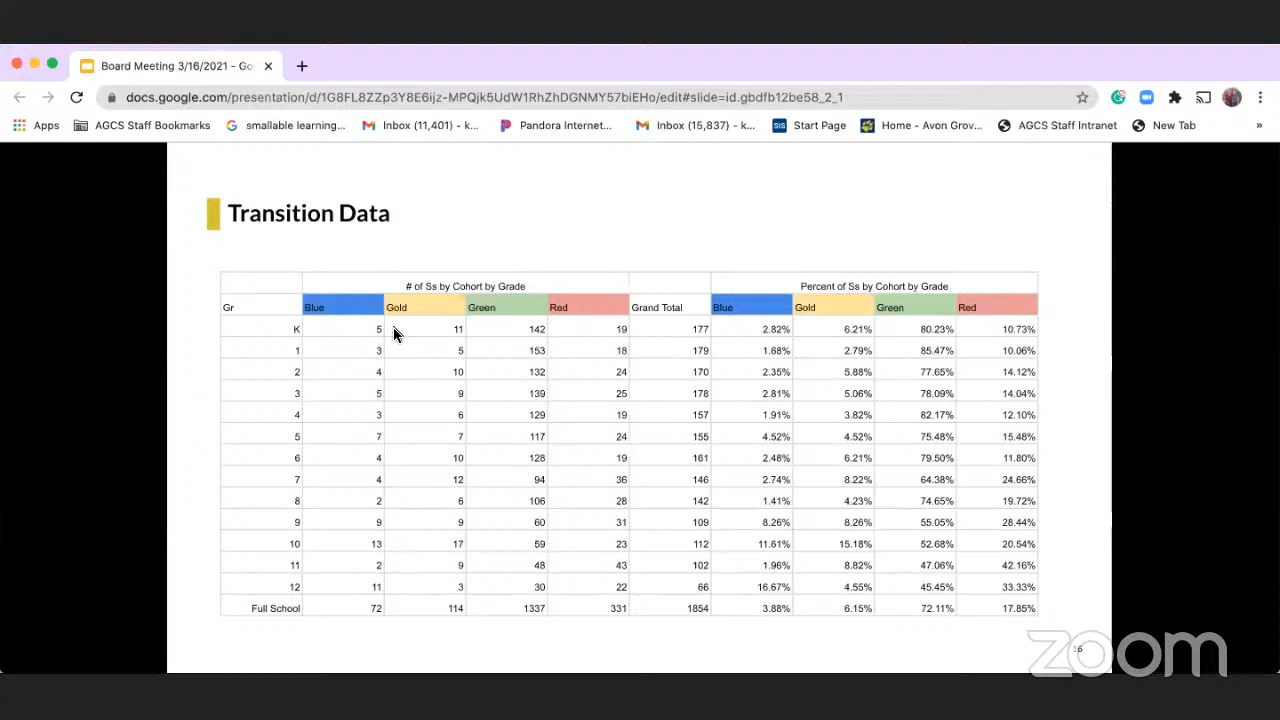 Board Meeting 3/16/2021 - Go
docs.google.com/presentation/d/1G8FL8ZZp3Y8E6ijz-MPQjk5UdW1RhZhDGNMY57biEHo/edit#slide=id.gbdfb12be58_2_1
Apps AGCS Staff Bookmarks smallable learning... Inbox (11,401) - k... Pandora Internet... Inbox (15,837) - k... SIS Start Page Home - Avon Grov... AGCS Staff Intranet New Tab »
Transition Data
# of Ss by Cohort by Grade Percent of Ss by Cohort by Grade
Gr Blue Gold Green Red Grand Total Blue Gold Green Red
K 5 11 142 19 177 2.82% 6.21% 80.23% 10.73%
1 3 5 153 18 179 1.68% 2.79% 85.47% 10.06%
2 4 10 132 24 170 2.35% 5.88% 77.65% 14.12%
3 5 9 139 25 178 2.81% 5.06% 78.09% 14.04%
4 3 6 129 19 157 1.91% 3.82% 82.17% 12.10%
5 7 7 117 24 155 4.52% 4.52% 75.48% 15.48%
6 4 10 128 19 161 2.48% 6.21% 79.50% 11.80%
7 4 12 94 36 146 2.74% 8.22% 64.38% 24.66%
8 2 6 106 28 142 1.41% 4.23% 74.65% 19.72%
9 9 9 60 31 109 8.26% 8.26% 55.05% 28.44%
10 13 17 59 23 112 11.61% 15.18% 52.68% 20.54%
11 2 9 48 43 102 1.96% 8.82% 47.06% 42.16%
12 11 3 30 22 66 16.67% 4.55% 45.45% 33.33%
Full School 72 114 1337 331 1854 3.88% 6.15% 72.11% 17.85%
16
zoom